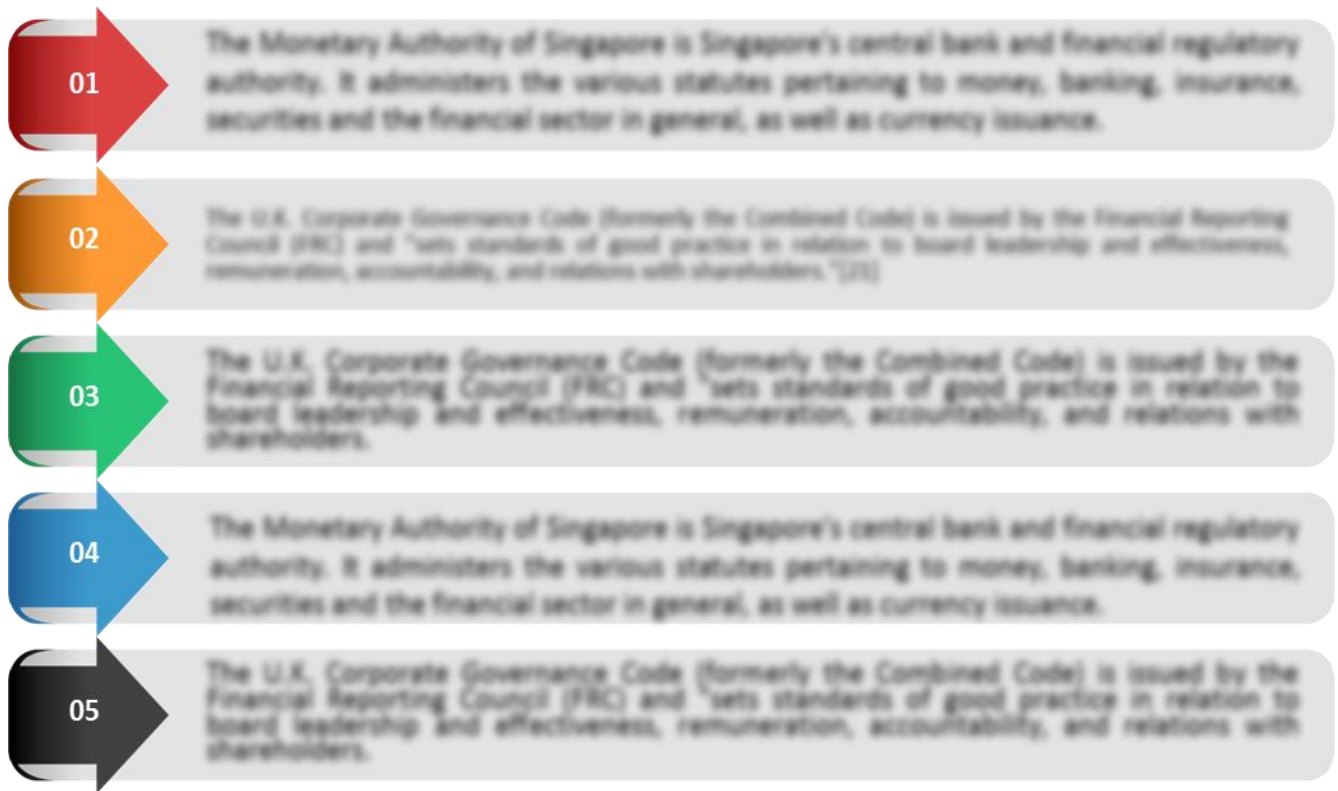 01
The Monetary Authority of Singapore is Singapore's central bank and financial regulatory
authority. It administers the various statutes pertaining to money, banking, insurance,
securities and the financial sector in general, as well as currency issuance.
02
The U.K. Corporate Governance Code (formerly the Combined Code) is issued by the Financial Reporting
Council (FRC) and "sets standards of good practice in relation to board leadership and effectiveness,
remuneration, accountability, and relations with shareholders."[21]
03
The U.K. Corporate Governance Code (formerly the Combined Code) is issued by the
Financial Reporting Council (FRC) and "sets standards of good practice in relation to
board leadership and effectiveness, remuneration, accountability, and relations with
shareholders.
04
The Monetary Authority of Singapore is Singapore's central bank and financial regulatory
authority. It administers the various statutes pertaining to money, banking, insurance,
securities and the financial sector in general, as well as currency issuance.
05
The U.K. Corporate Governance Code (formerly the Combined Code) is issued by the
Financial Reporting Council (FRC) and "sets standards of good practice in relation to
board leadership and effectiveness, remuneration, accountability, and relations with
shareholders.